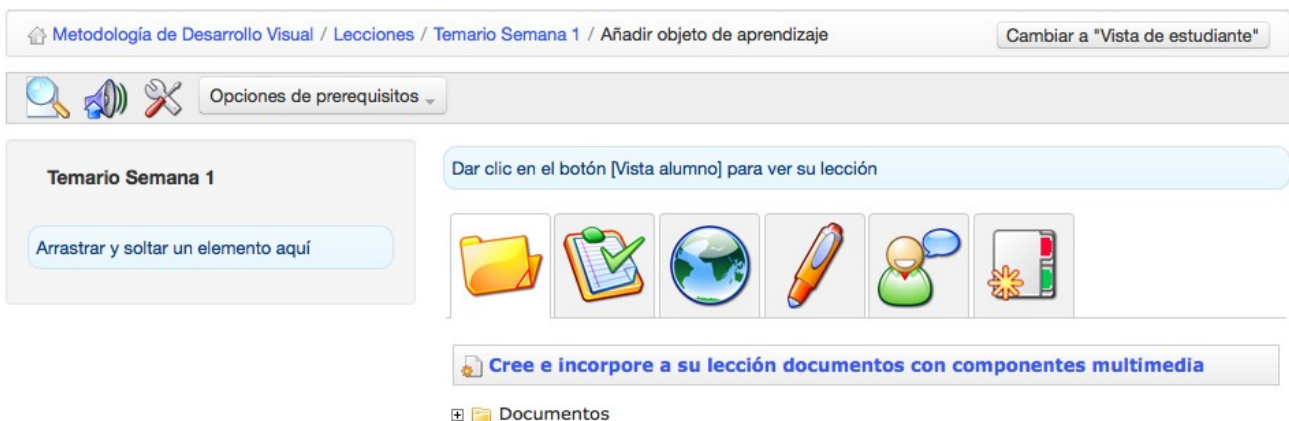 Metodología de Desarrollo Visual / Lecciones / Temario Semana 1 / Añadir objeto de aprendizaje
Cambiar a "Vista de estudiante"
Opciones de prerequisitos
Temario Semana 1
Arrastrar y soltar un elemento aquí
Dar clic en el botón [Vista alumno] para ver su lección
Cree e incorpore a su lección documentos con componentes multimedia
Documentos